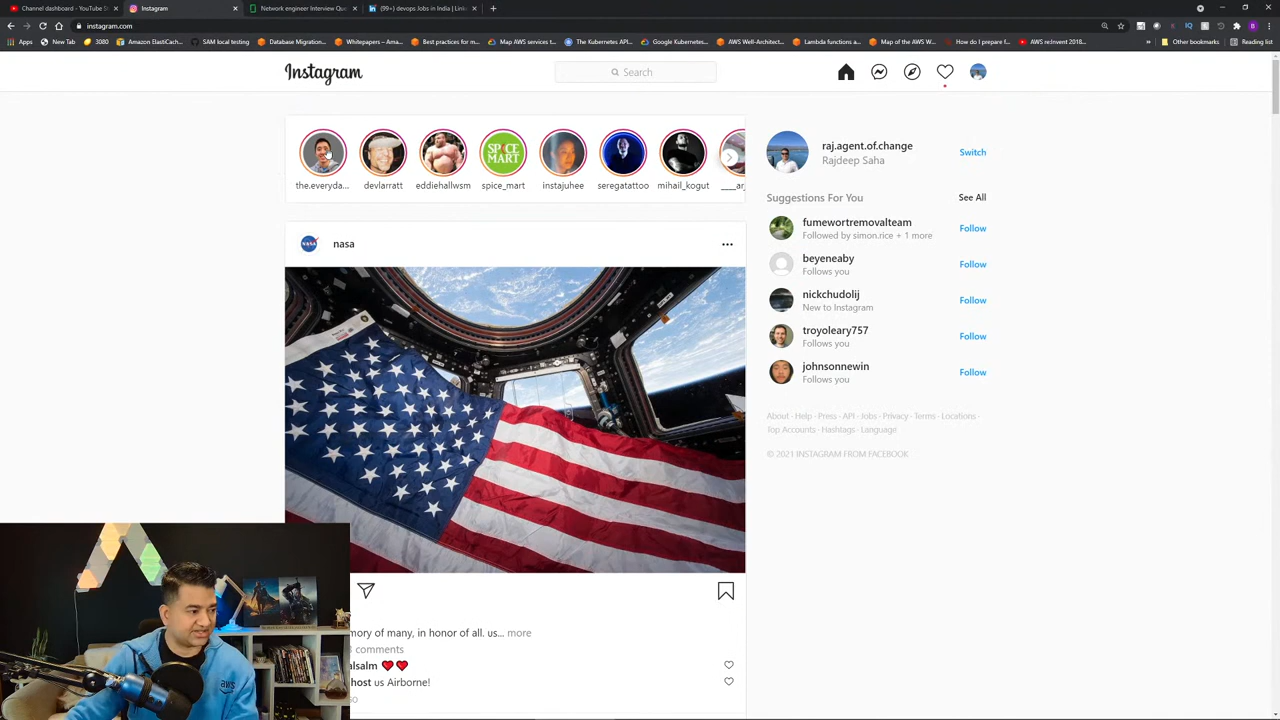 Channel dashboard - YouTube St
Instagram
Network engineer Interview Que
(99+) devops Jobs in India | Link
instagram.com
Apps
New Tab
3080
Amazon ElastiCach...
SAM local testing
Database Migration...
Whitepapers – Ama...
Best practices for m...
Map AWS services t...
The Kubernetes API...
Google Kubernetes...
AWS Well-Architect...
Lambda functions a...
Map of the AWS W...
How do I prepare f...
AWS re:Invent 2018...
Other bookmarks
Reading list
Instagram
Search
the.everyda...
devlarratt
eddiehallwsm
SPICE
MART
spice_mart
instajuhee
seregatattoo
mihail_kogut
___arj
raj.agent.of.change
Rajdeep Saha
Switch
Suggestions For You
See All
fumewortremovalteam
Followed by simon.rice + 1 more
Follow
beyeneaby
Follows you
Follow
nickchudolij
New to Instagram
Follow
troyoleary757
Follows you
Follow
johnsonnewin
Follows you
Follow
About · Help · Press · API · Jobs · Privacy · Terms · Locations ·
Top Accounts · Hashtags · Language
© 2021 INSTAGRAM FROM FACEBOOK
NASA
nasa
mory of many, in honor of all. us... more
comments
alsalm ❤️❤️
host us Airborne!
aws